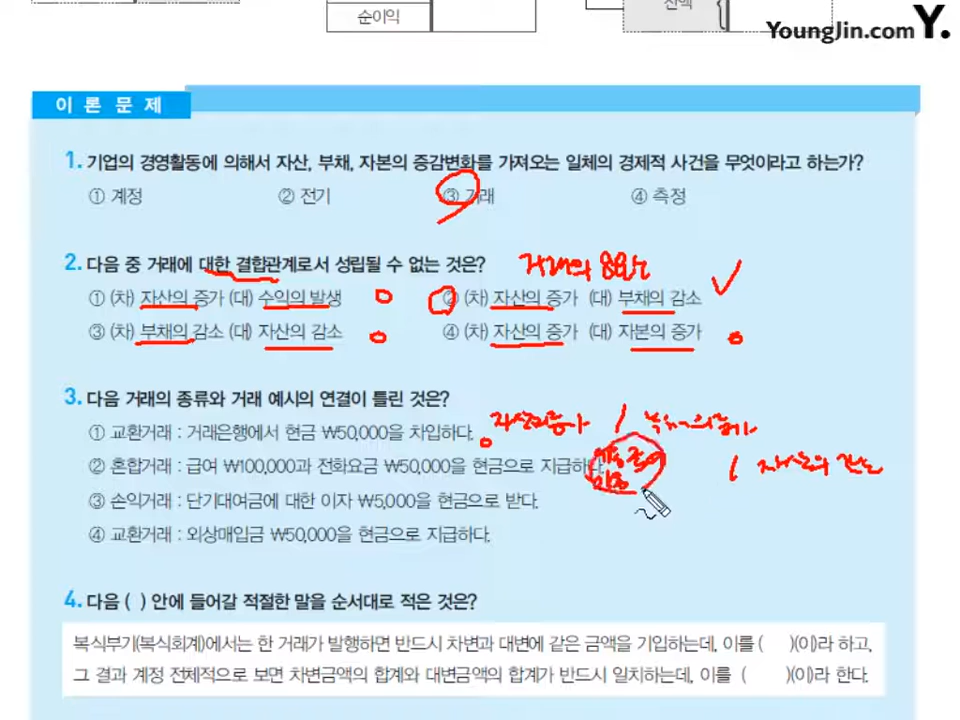 순이익
잔액
YoungJin.com Y.
이 론 문 제
1. 기업의 경영활동에 의해서 자산, 부채, 자본의 증감변화를 가져오는 일체의 경제적 사건을 무엇이라고 하는가?
① 계정 ② 전기 ③ 거래 ④ 측정
2. 다음 중 거래에 대한 결합관계로서 성립될 수 없는 것은? 거래의 8요소
① (차) 자산의 증가 (대) 수익의 발생 ② (차) 자산의 증가 (대) 부채의 감소
③ (차) 부채의 감소 (대) 자산의 감소 ④ (차) 자산의 증가 (대) 자본의 증가
3. 다음 거래의 종류와 거래 예시의 연결이 틀린 것은?
자산의 증가 / 부채의 증가
① 교환거래 : 거래은행에서 현금 ₩50,000을 차입하다.
② 혼합거래 : 급여 ₩100,000과 전화요금 ₩50,000을 현금으로 지급하다. 비용 / 자산의 감소
③ 손익거래 : 단기대여금에 대한 이자 ₩5,000을 현금으로 받다.
④ 교환거래 : 외상매입금 ₩50,000을 현금으로 지급하다.
4. 다음 ( ) 안에 들어갈 적절한 말을 순서대로 적은 것은?
복식부기(복식회계)에서는 한 거래가 발행하면 반드시 차변과 대변에 같은 금액을 기입하는데, 이를 ( )(이)라 하고,
그 결과 계정 전체적으로 보면 차변금액의 합계와 대변금액의 합계가 반드시 일치하는데, 이를 ( )(이)라 한다.